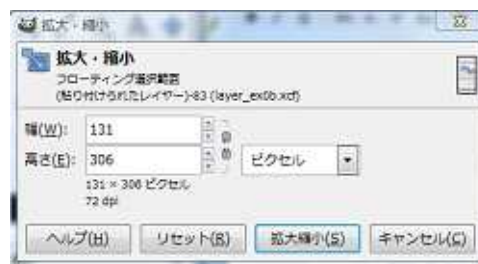 拡大・縮小
拡大・縮小
フローティング選択範囲
(貼り付けられたレイヤー)-83 (layer_ex0b.xcf)
幅(W): 131
高さ(E): 306 ピクセル
131 × 306 ピクセル
72 dpi
ヘルプ(H) リセット(R) 拡大縮小(S) キャンセル(C)